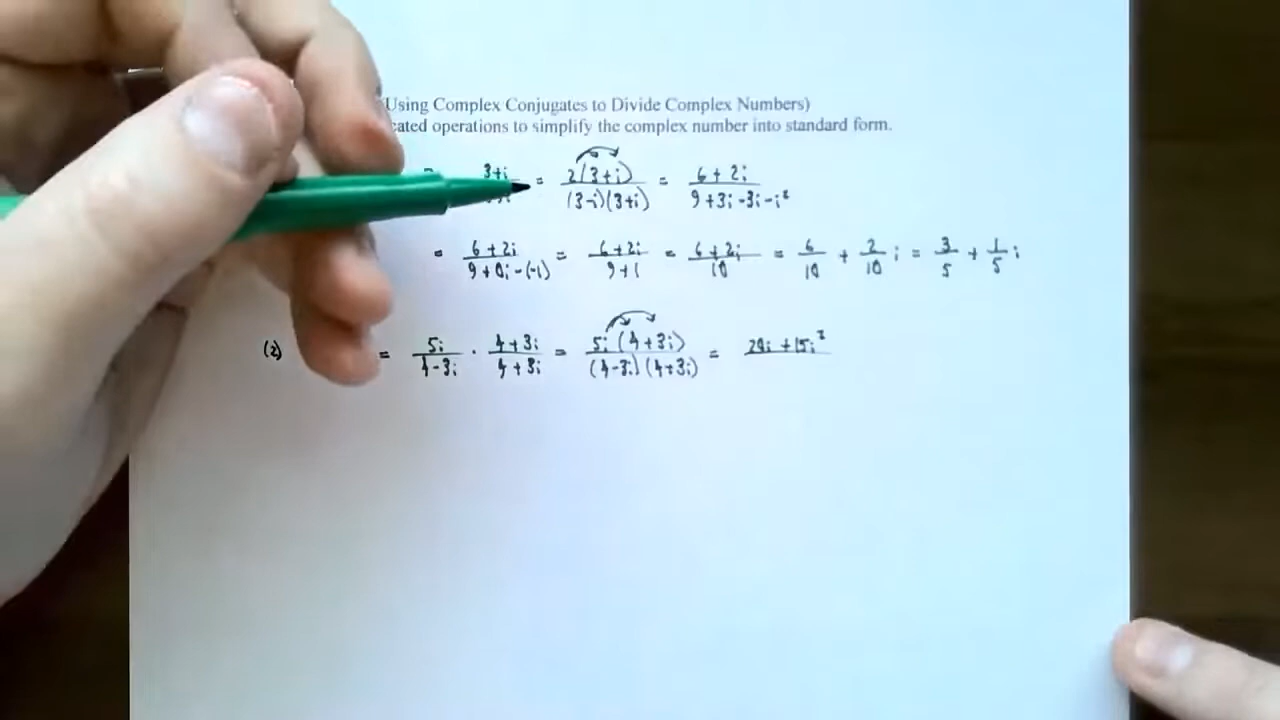 Using Complex Conjugates to Divide Complex Numbers)
ated operations to simplify the complex number into standard form.
3+i = 2(3+i)/(3-i)(3+i) = 6+2i/9+3i-3i-i²
= 6+2i/9+0i-(-1) = 6+2i/9+1 = 6+2i/10 = 6/10 + 2/10 i = 3/5 + 1/5 i
(2) = 5i/4-3i · 4+3i/4+3i = 5i(4+3i)/(4-3i)(4+3i) = 20i+15i²